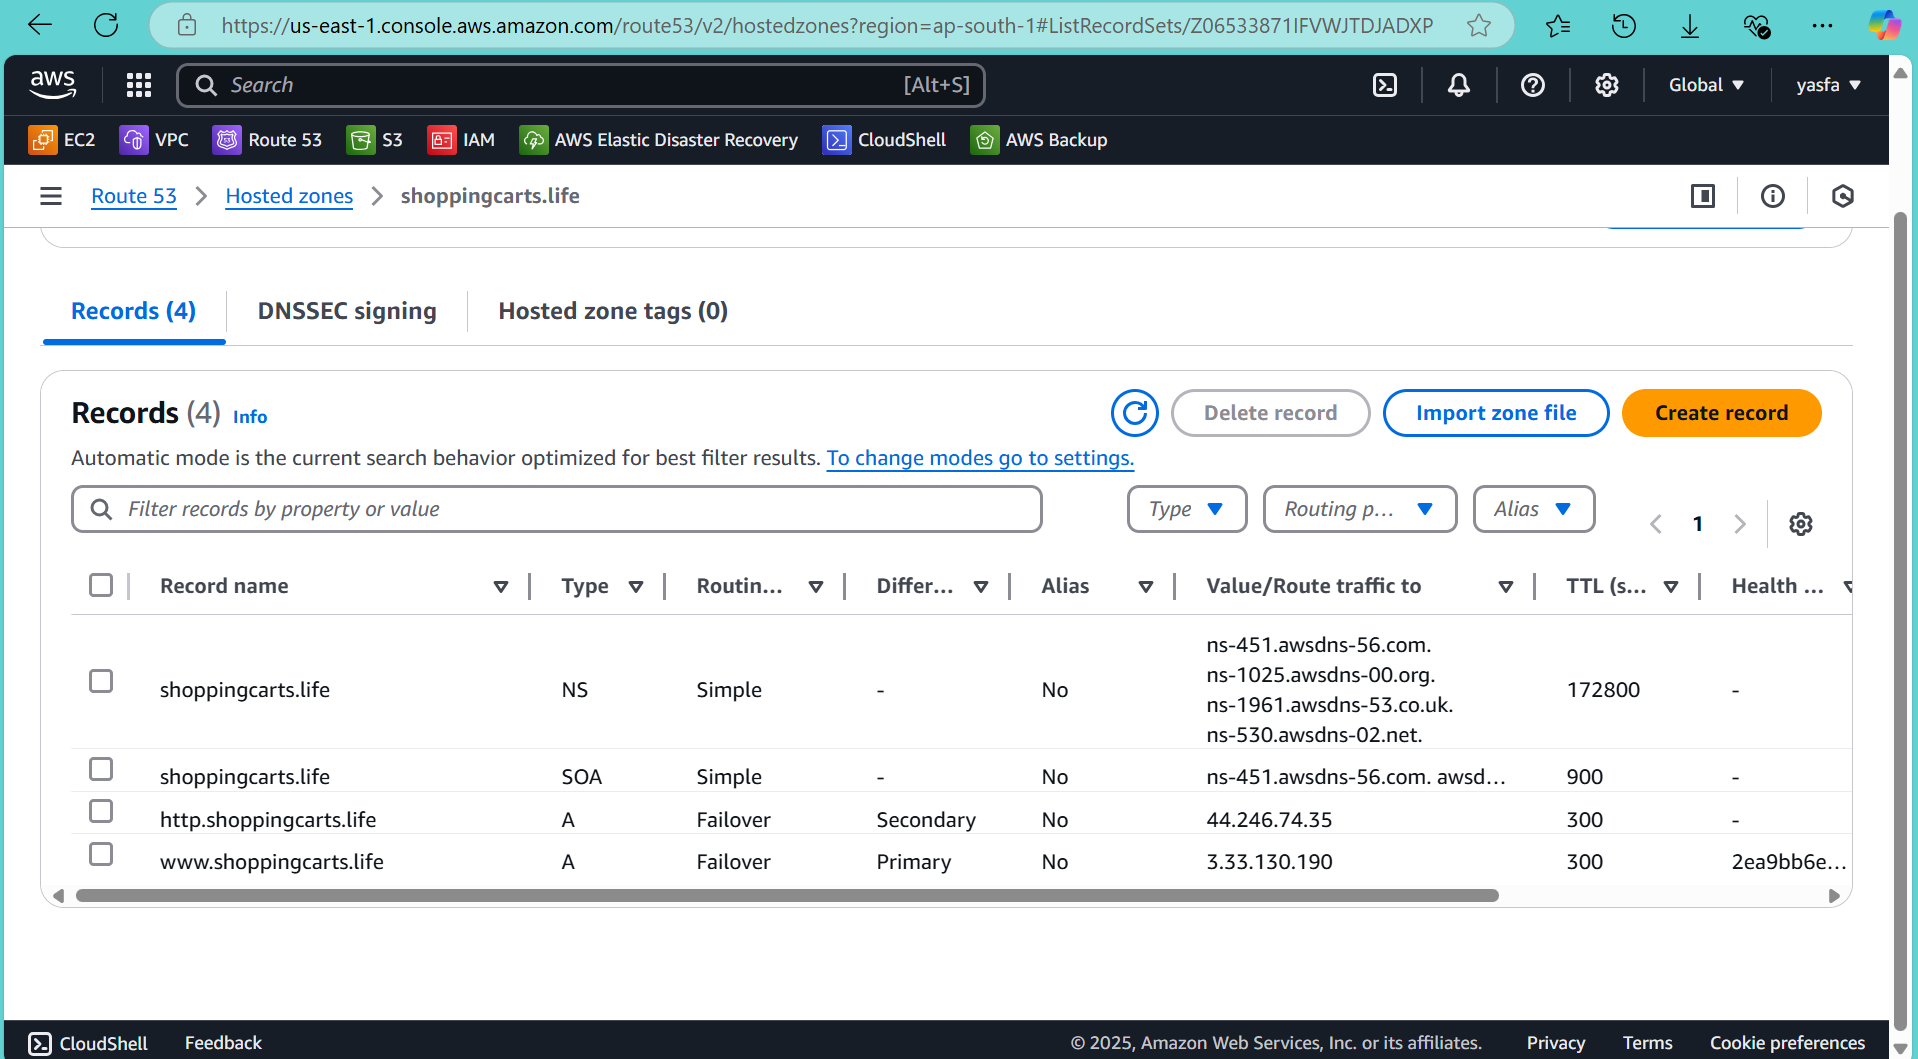 https://us-east-1.console.aws.amazon.com/route53/v2/hostedzones?region=ap-south-1#ListRecordSets/Z06533871IFVWJTDJADXP
aws
Search [Alt+S] Global yasfa
EC2 VPC Route 53 S3 IAM AWS Elastic Disaster Recovery CloudShell AWS Backup
Route 53 Hosted zones shoppingcarts.life
Records (4) DNSSEC signing Hosted zone tags (0)
Records (4) Info Delete record Import zone file Create record
Automatic mode is the current search behavior optimized for best filter results. To change modes go to settings.
Filter records by property or value Type Routing p... Alias 1
Record name Type Routin... Differ... Alias Value/Route traffic to TTL (s... Health ...
ns-451.awsdns-56.com.
ns-1025.awsdns-00.org.
shoppingcarts.life NS Simple - No 172800 -
ns-1961.awsdns-53.co.uk.
ns-530.awsdns-02.net.
shoppingcarts.life SOA Simple - No ns-451.awsdns-56.com. awsd... 900 -
http.shoppingcarts.life A Failover Secondary No 44.246.74.35 300 -
www.shoppingcarts.life A Failover Primary No 3.33.130.190 300 2ea9bb6e...
CloudShell Feedback © 2025, Amazon Web Services, Inc. or its affiliates. Privacy Terms Cookie preferences